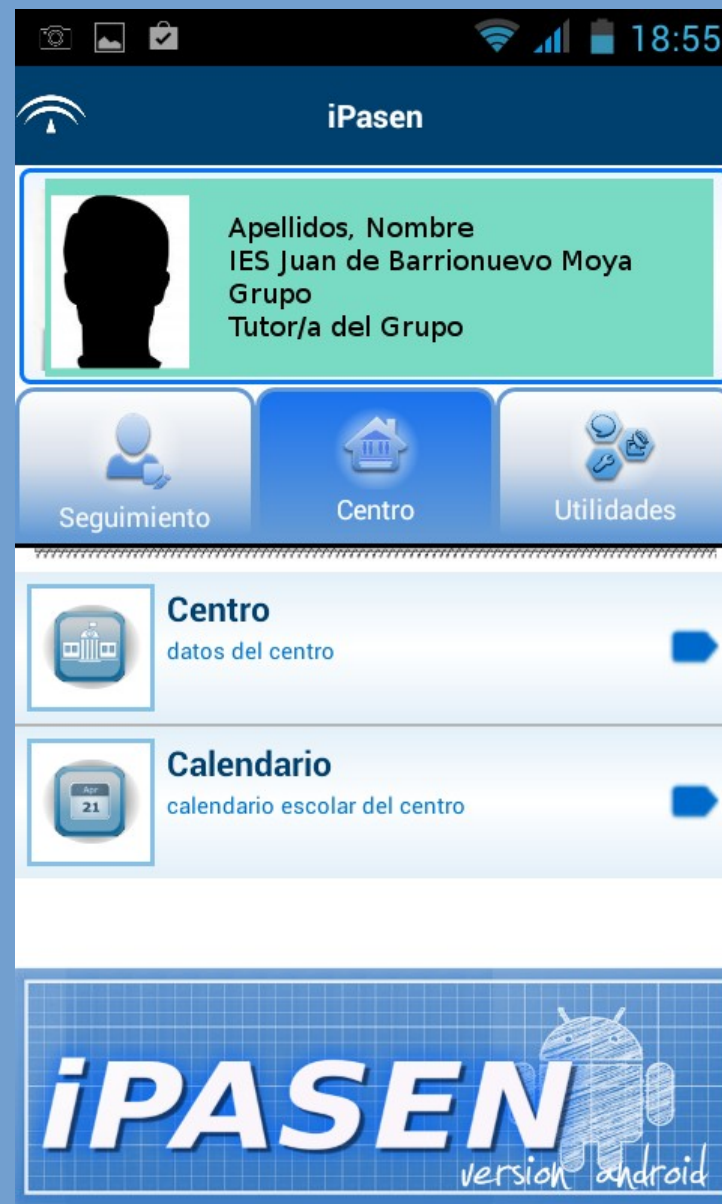 18:55
iPasen
Apellidos, Nombre
IES Juan de Barrionuevo Moya
Grupo
Tutor/a del Grupo
Seguimiento
Centro
Utilidades
Centro
datos del centro
Apr
21
Calendario
calendario escolar del centro
iPASEN
version android